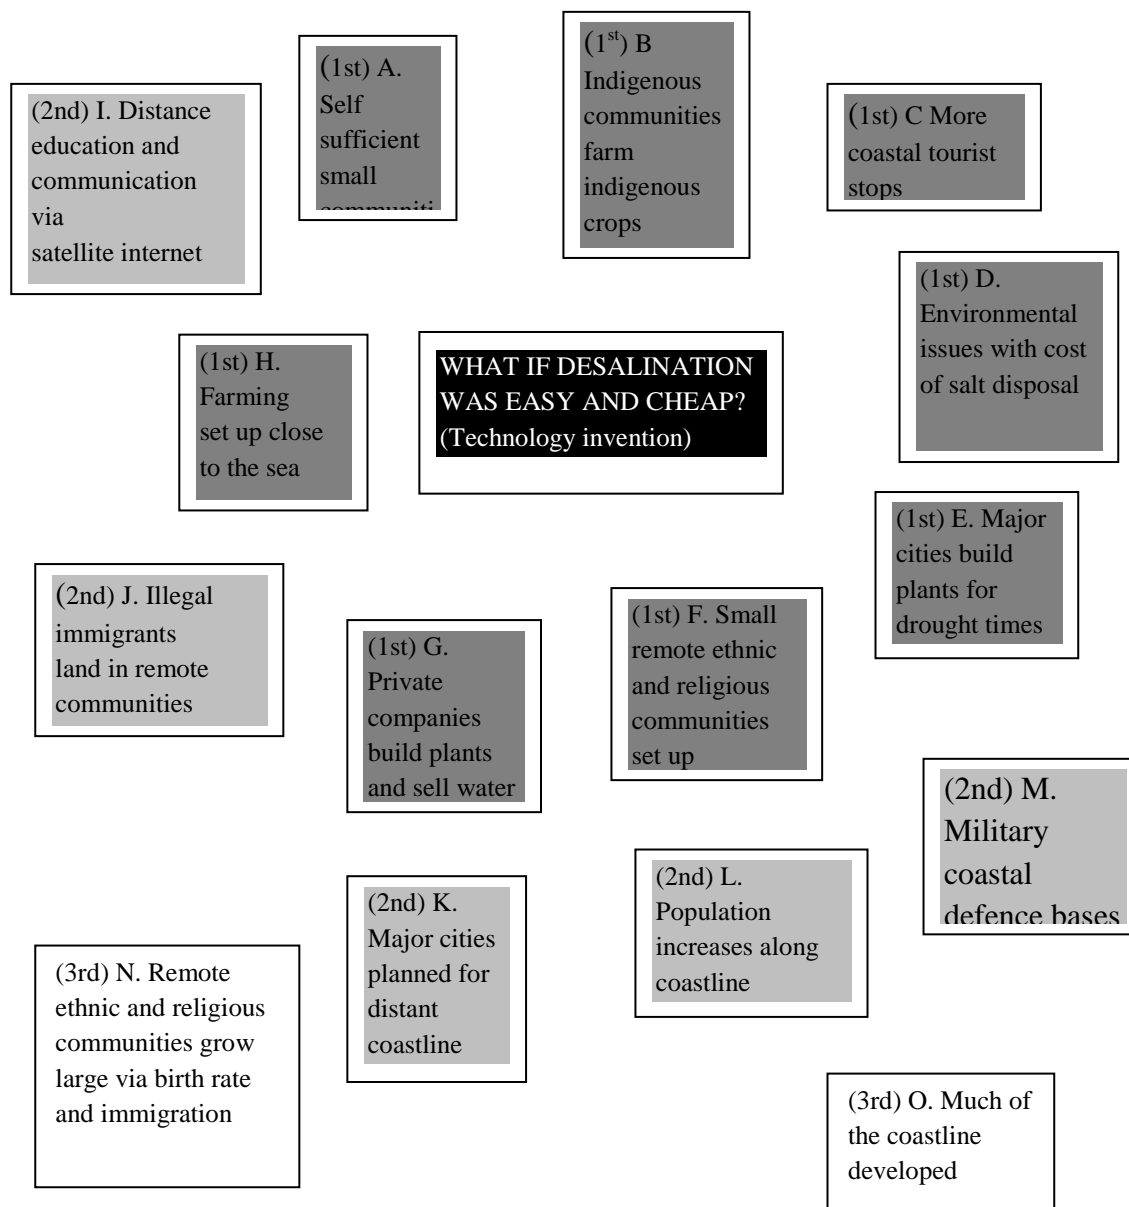 (2nd) I. Distance
education and
communication
via
satellite internet
(1st) A.
Self
sufficient
small
(1st) B
Indigenous
communities
farm
indigenous
crops
(1st) C More
coastal tourist
stops
(1st) D.
Environmental
issues with cost
of salt disposal
(1st) H.
Farming
set up close
to the sea
WHAT IF DESALINATION
WAS EASY AND CHEAP?
(Technology invention)
(1st) E. Major
cities build
plants for
drought times
(2nd) J. Illegal
immigrants
land in remote
communities
(1st) G.
Private
companies
build plants
and sell water
(1st) F. Small
remote ethnic
and religious
communities
set up
(2nd) M.
Military
coastal
defence bases
(2nd) K.
Major cities
planned for
distant
coastline
(2nd) L.
Population
increases along
coastline
(3rd) N. Remote
ethnic and religious
communities grow
large via birth rate
and immigration
(3rd) O. Much of
the coastline
developed